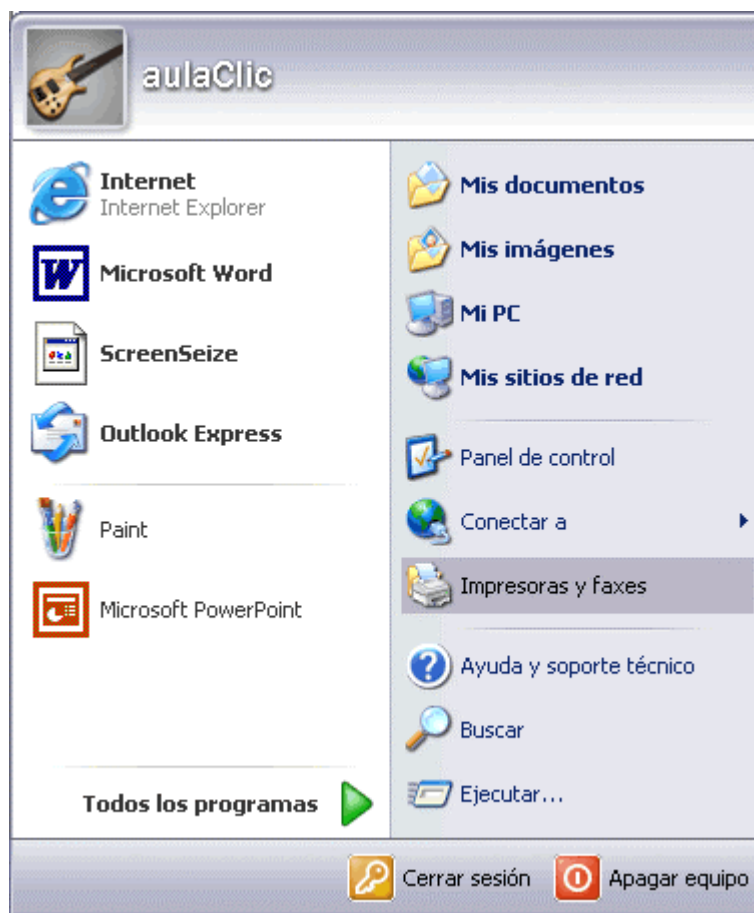 aulaClic
Internet
Internet Explorer
Microsoft Word
ScreenSeize
Outlook Express
Paint
Microsoft PowerPoint
Todos los programas
Mis documentos
Mis imágenes
Mi PC
Mis sitios de red
Panel de control
Conectar a
Impresoras y faxes
Ayuda y soporte técnico
Buscar
Ejecutar...
Cerrar sesión
Apagar equipo